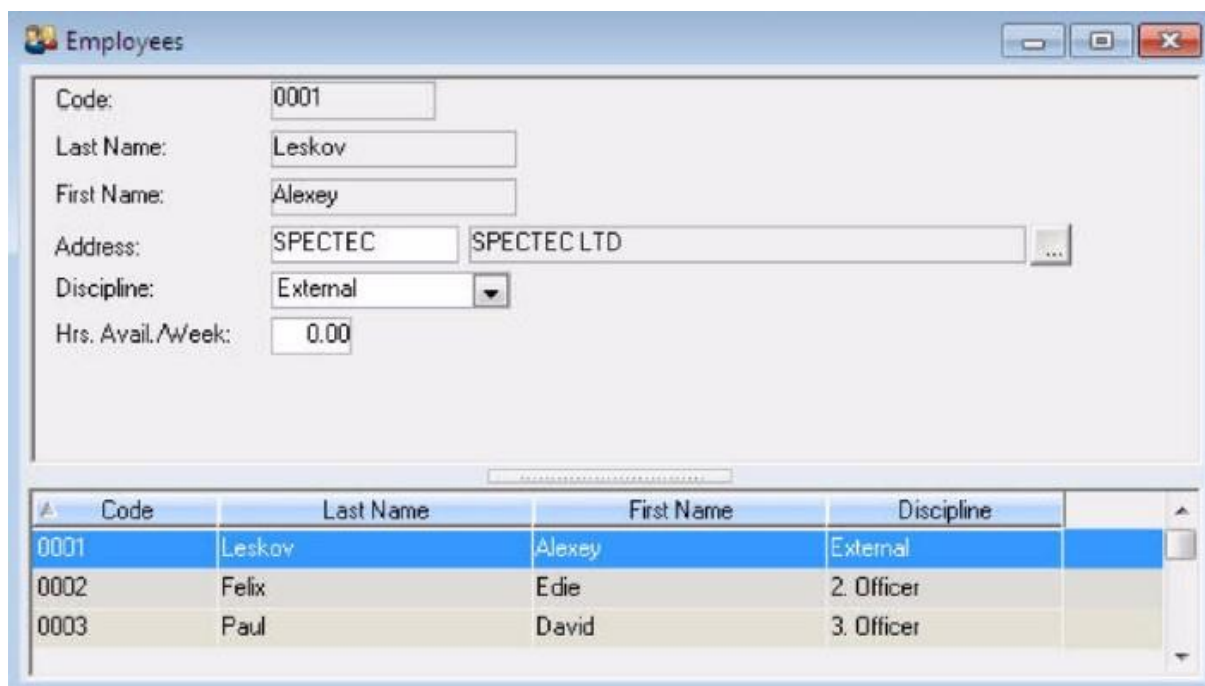 Employees
Code: 0001
Last Name: Leskov
First Name: Alexey
Address: SPECTEC SPECTEC LTD ...
Discipline: External
Hrs. Avail./Week: 0.00
Code Last Name First Name Discipline
0001 Leskov Alexey External
0002 Felix Edie 2. Officer
0003 Paul David 3. Officer